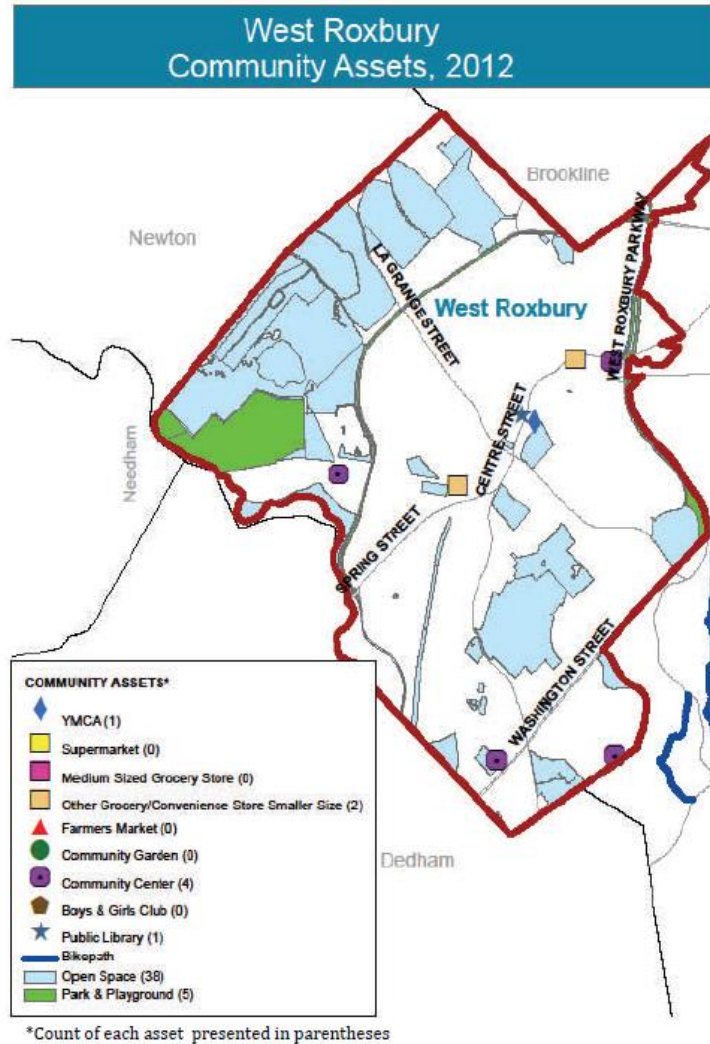 West Roxbury
Community Assets, 2012
Brookline
Newton
LA GRANGE STREET
WEST ROXBURY PARKWAY
West Roxbury
Needham
CENTRE STREET
SPRING STREET
WASHINGTON STREET
COMMUNITY ASSETS*
YMCA (1)
Supermarket (0)
Medium Sized Grocery Store (0)
Other Grocery/Convenience Store Smaller Size (2)
Farmers Market (0)
Community Garden (0)
Community Center (4)
Boys & Girls Club (0)
Public Library (1)
Bikepath
Open Space (38)
Park & Playground (5)
Dedham
*Count of each asset presented in parentheses